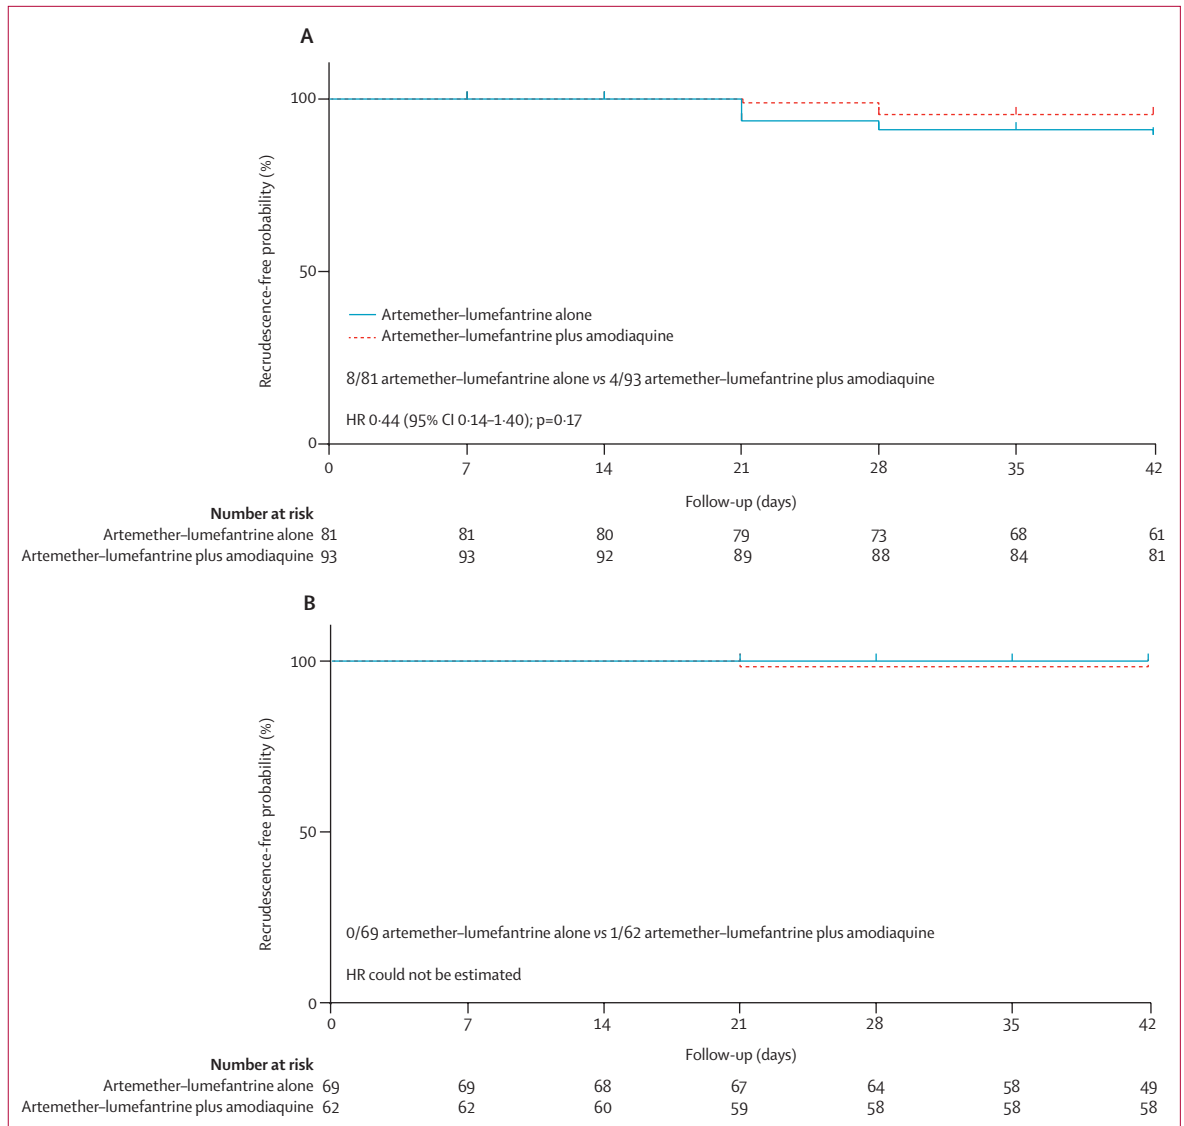 A
100
50
0
Recrudescence-free probability (%)
Artemether–lumefantrine alone
Artemether–lumefantrine plus amodiaquine
8/81 artemether–lumefantrine alone vs 4/93 artemether–lumefantrine plus amodiaquine
HR 0·44 (95% CI 0·14–1·40); p=0·17
0 7 14 21 28 35 42
Follow-up (days)
Number at risk
Artemether–lumefantrine alone 81 81 80 79 73 68 61
Artemether–lumefantrine plus amodiaquine 93 93 92 89 88 84 81
B
100
50
0
Recrudescence-free probability (%)
0/69 artemether–lumefantrine alone vs 1/62 artemether–lumefantrine plus amodiaquine
HR could not be estimated
0 7 14 21 28 35 42
Follow-up (days)
Number at risk
Artemether–lumefantrine alone 69 69 68 67 64 58 49
Artemether–lumefantrine plus amodiaquine 62 62 60 59 58 58 58